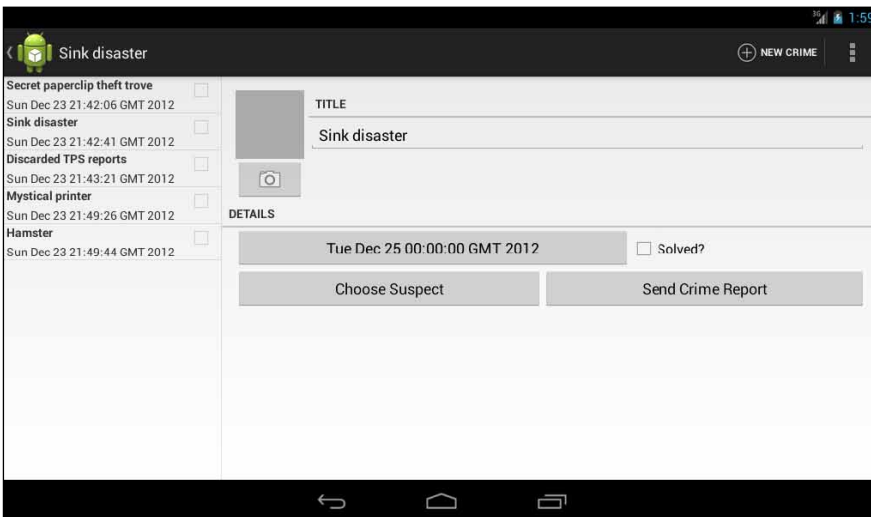 3G 1:59
Sink disaster
NEW CRIME
Secret paperclip theft trove
Sun Dec 23 21:42:06 GMT 2012
Sink disaster
Sun Dec 23 21:42:41 GMT 2012
Discarded TPS reports
Sun Dec 23 21:43:21 GMT 2012
Mystical printer
Sun Dec 23 21:49:26 GMT 2012
Hamster
Sun Dec 23 21:49:44 GMT 2012
TITLE
Sink disaster
DETAILS
Tue Dec 25 00:00:00 GMT 2012
Solved?
Choose Suspect
Send Crime Report